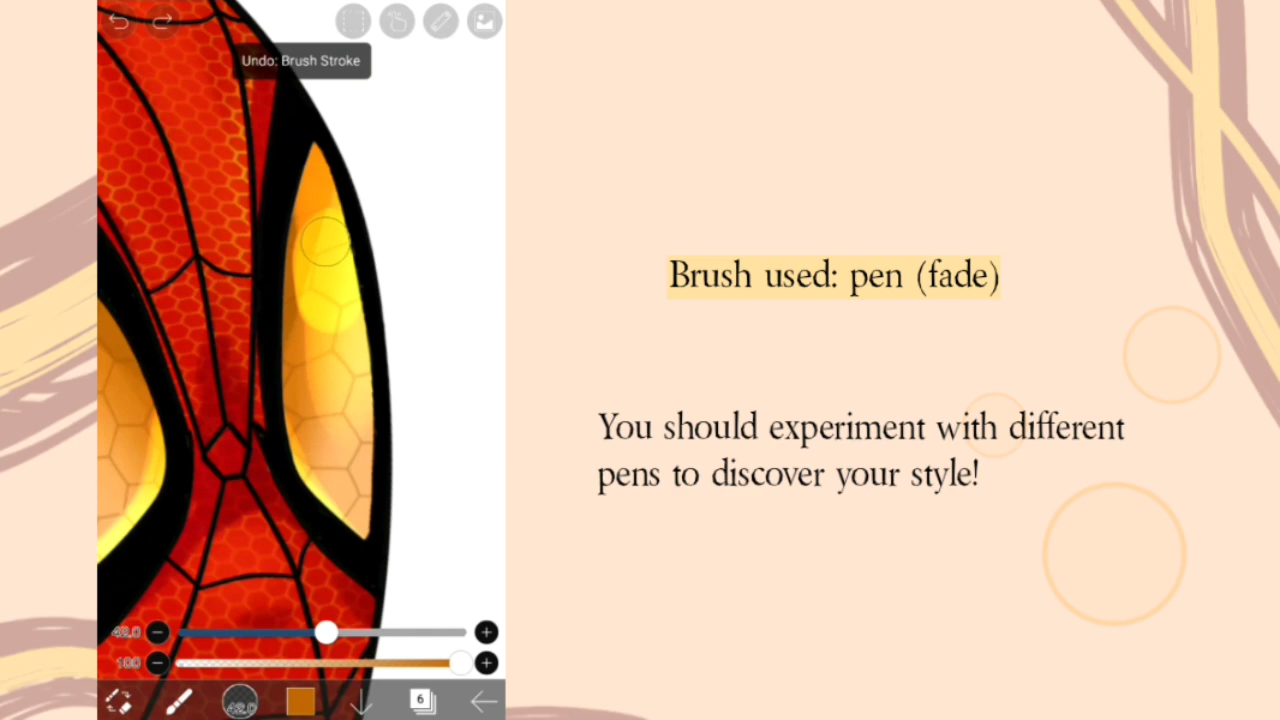 Undo: Brush Stroke
Brush used: pen (fade)
You should experiment with different
pens to discover your style!
100
42.0
6